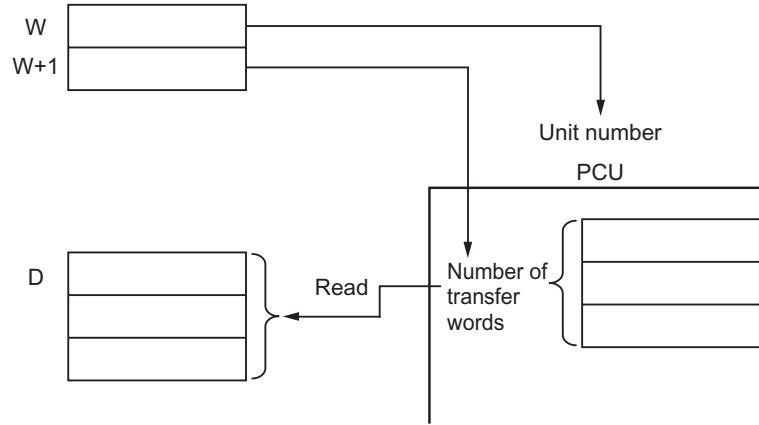 W
W+1
Unit number
PCU
D
Read
Number of
transfer
words